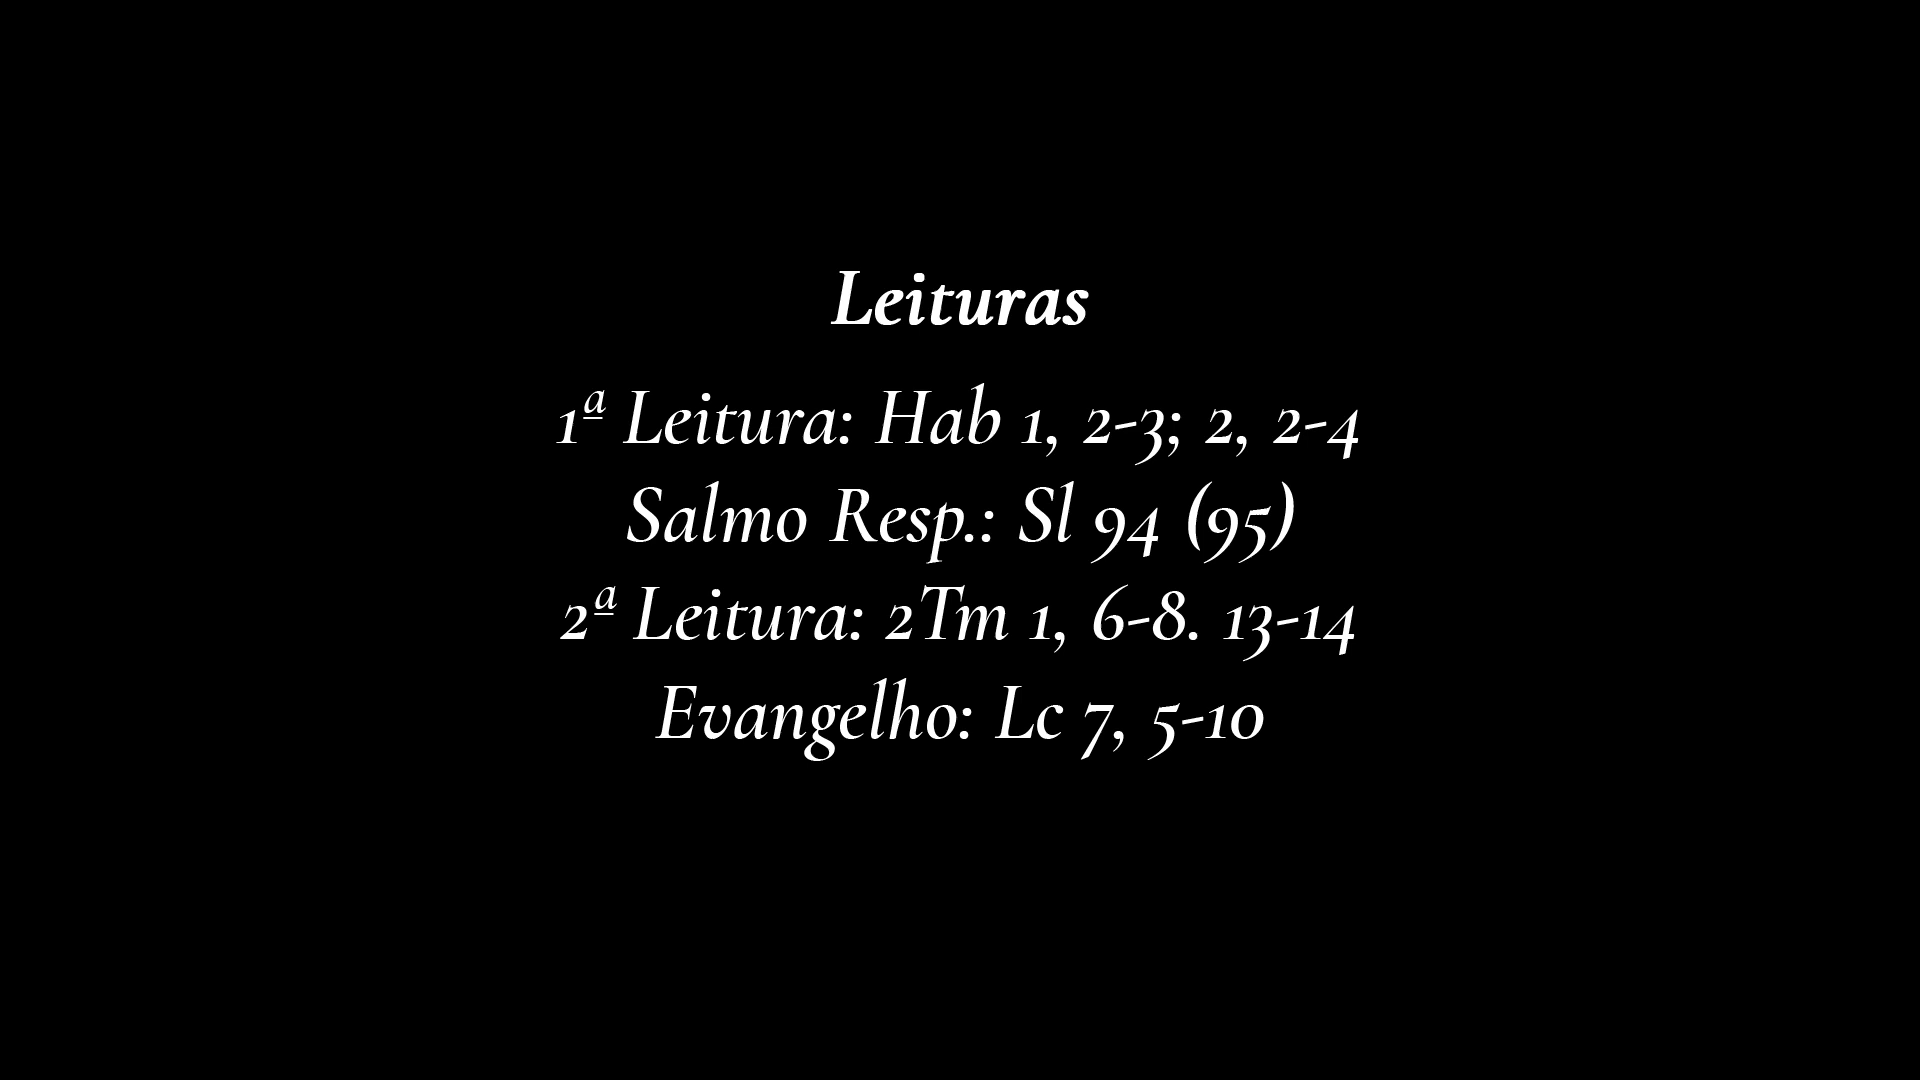 Leituras
1ª Leitura: Hab 1, 2-3; 2, 2-4
Salmo Resp.: Sl 94 (95)
2ª Leitura: 2Tm 1, 6-8. 13-14
Evangelho: Lc 7, 5-10